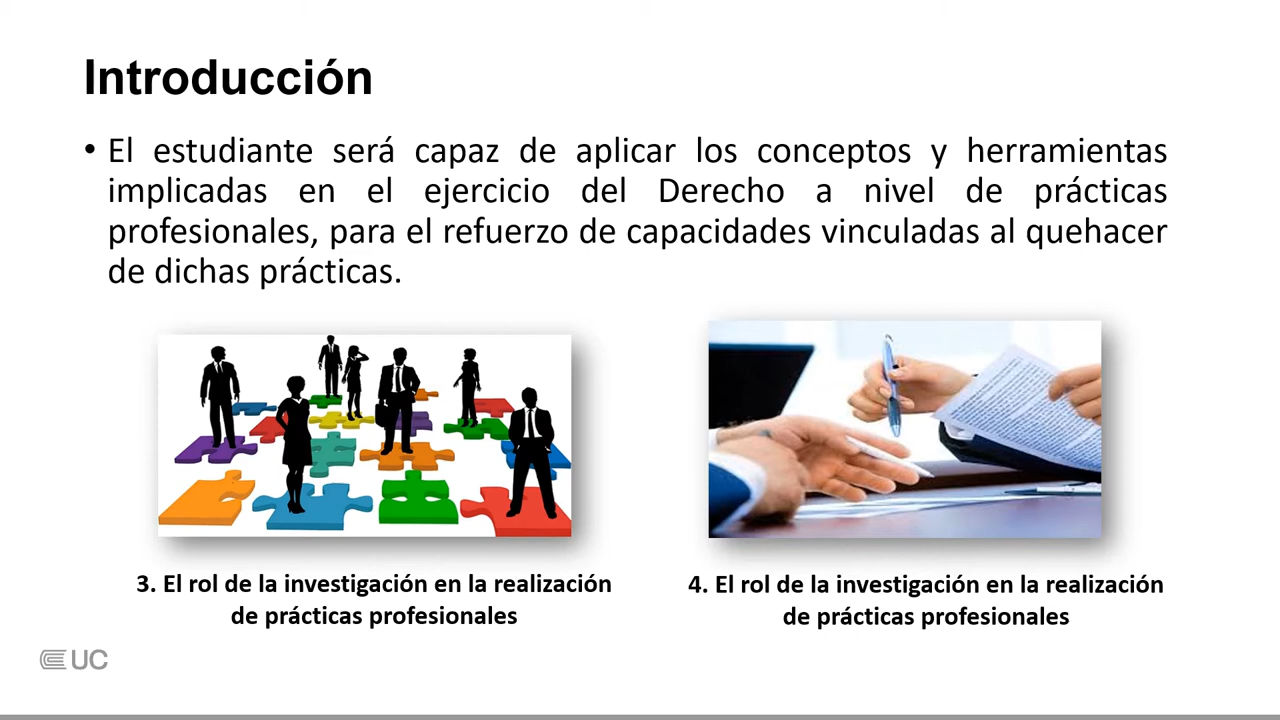 Introducción
• El estudiante será capaz de aplicar los conceptos y herramientas
implicadas en el ejercicio del Derecho a nivel de prácticas
profesionales, para el refuerzo de capacidades vinculadas al quehacer
de dichas prácticas.
3. El rol de la investigación en la realización
de prácticas profesionales
4. El rol de la investigación en la realización
de prácticas profesionales
UC